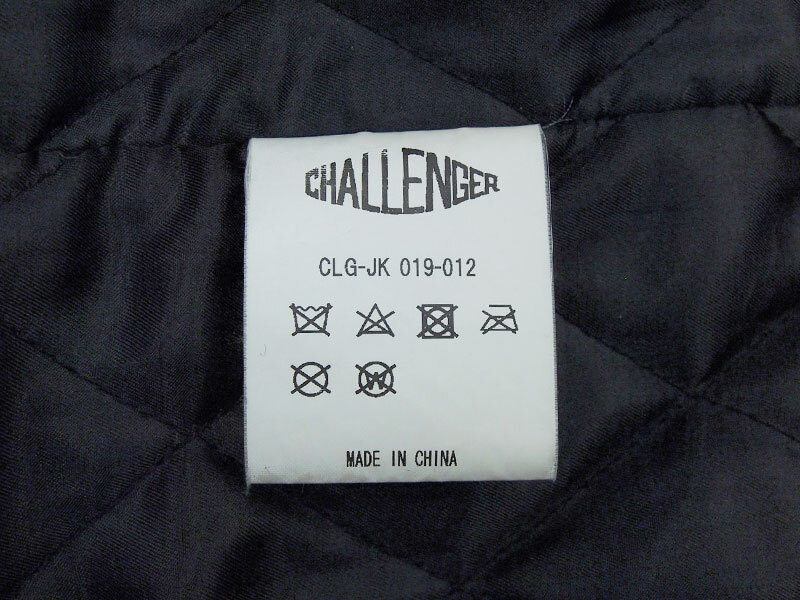 CHALLENGER
CLG-JK 019-012
W
MADE IN CHINA